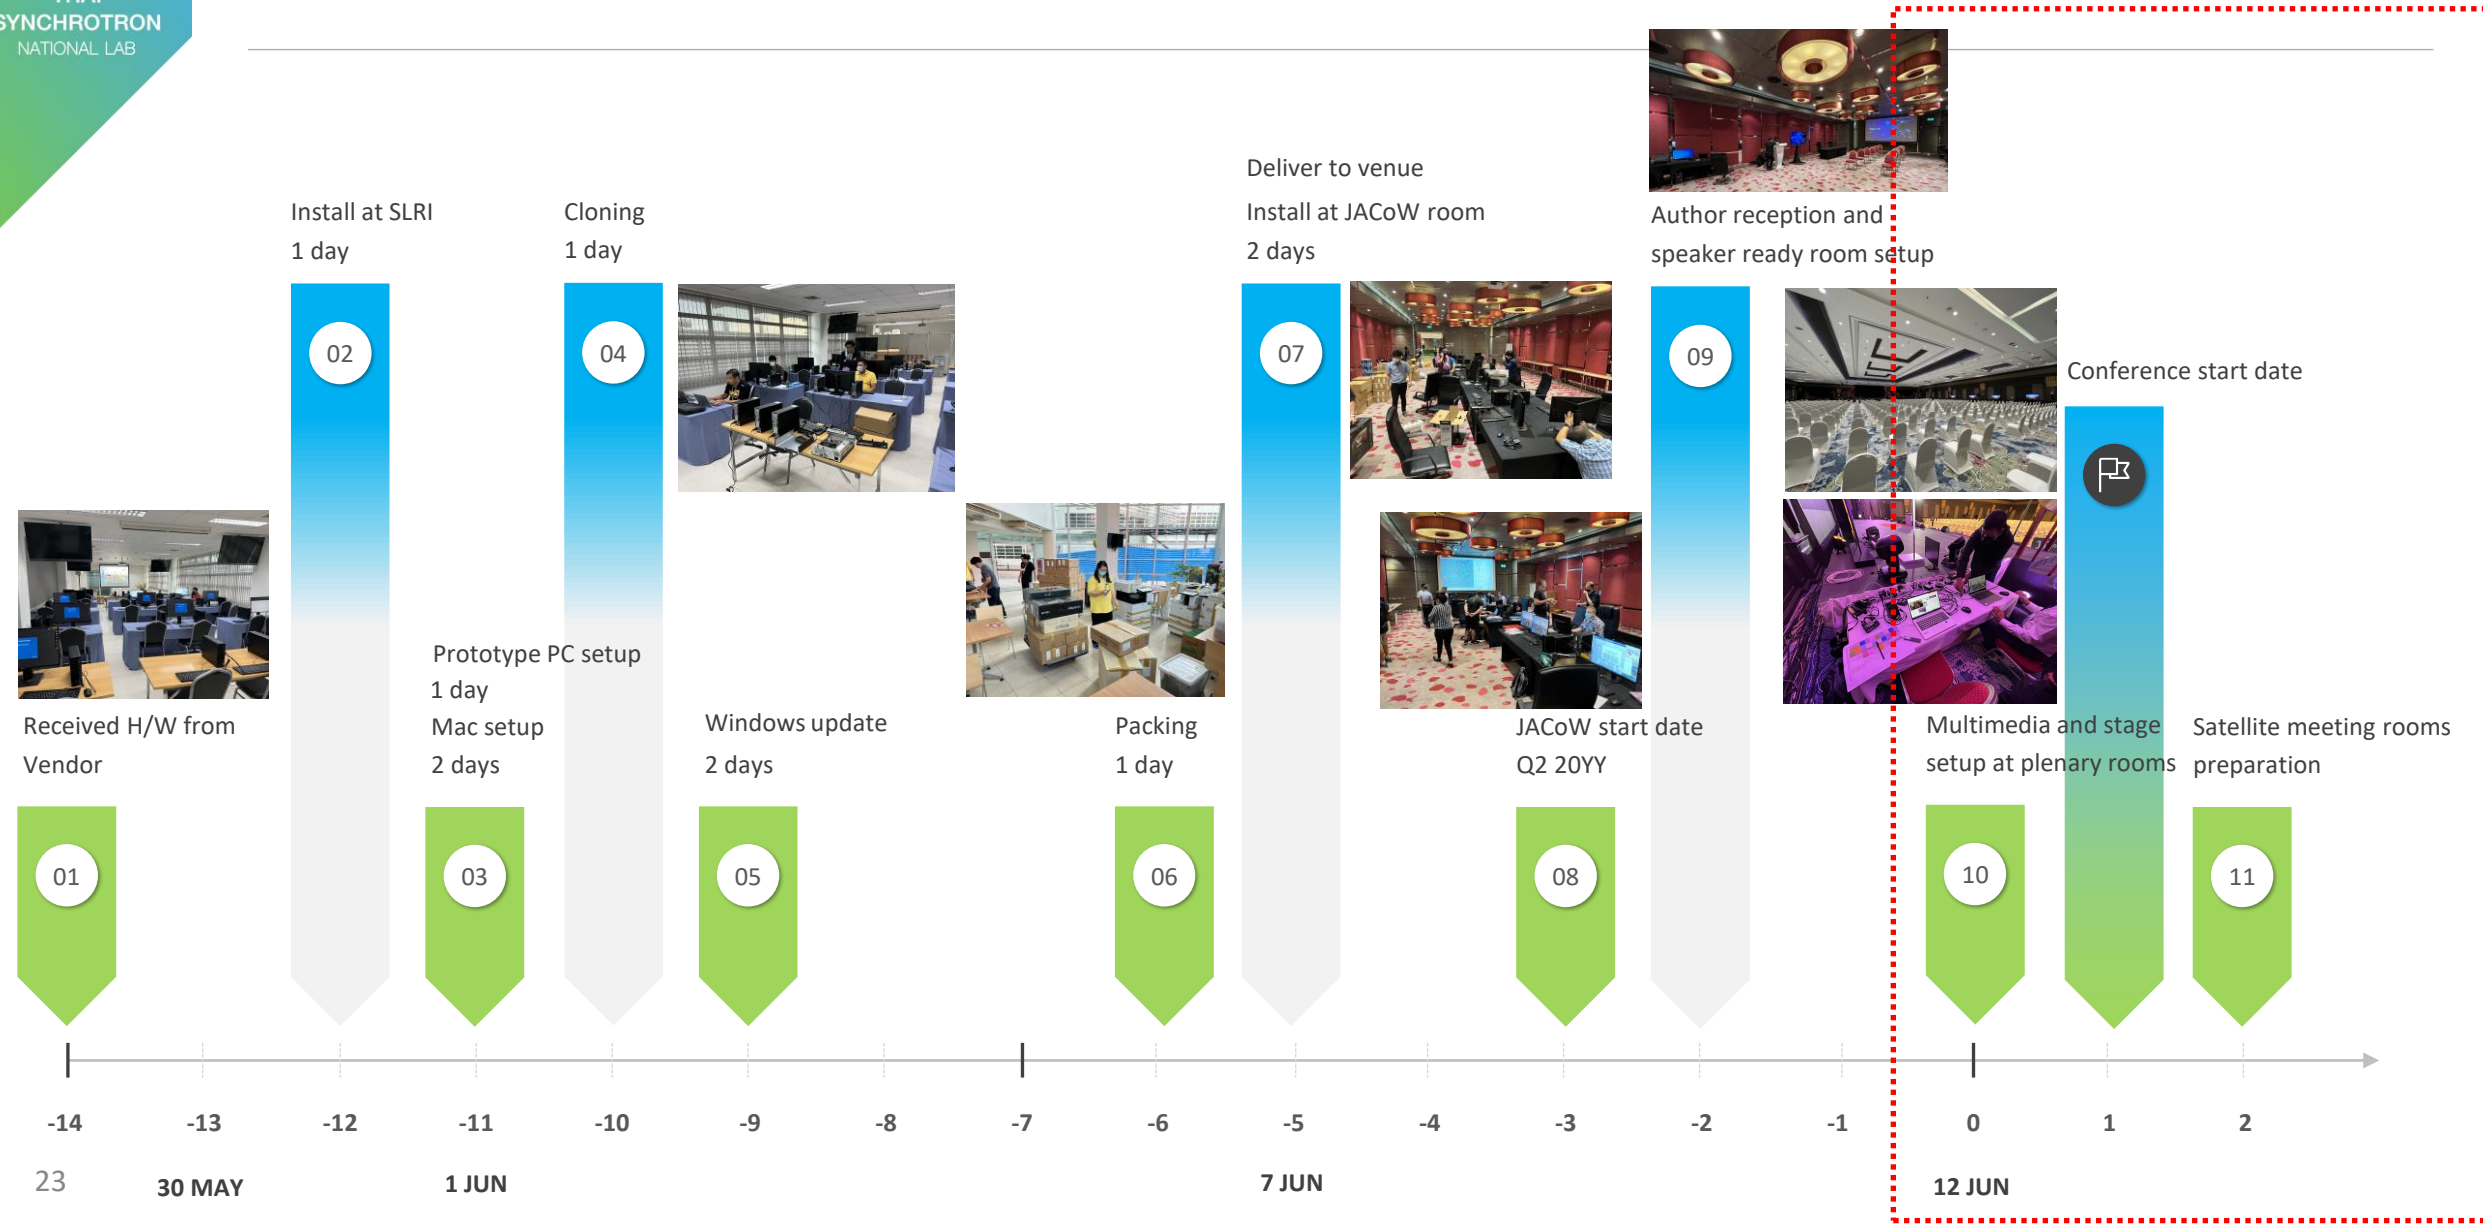 SYNCHROTRON
NATIONAL LAB
Install at SLRI
1 day
Cloning
1 day
Deliver to venue
Install at JACoW room
2 days
Author reception and
speaker ready room setup
02
04
07
09
Conference start date
Prototype PC setup
1 day
Mac setup
2 days
Received H/W from
Vendor
Windows update
2 days
Packing
1 day
JACoW start date
Q2 20YY
Multimedia and stage
setup at plenary rooms
Satellite meeting rooms
preparation
01
03
05
06
08
10
11
-14 -13 -12 -11 -10 -9 -8 -7 -6 -5 -4 -3 -2 -1 0 1 2
23 30 MAY 1 JUN 7 JUN 12 JUN